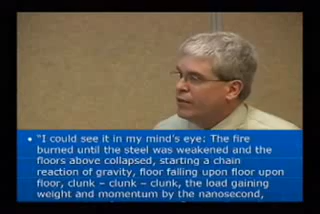 • "I could see it in my mind's eye: The fire
burned until the steel was weakened and the
floors above collapsed, starting a chain
reaction of gravity, floor falling upon floor upon
floor, clunk – clunk – clunk, the load gaining
weight and momentum by the nanosecond,